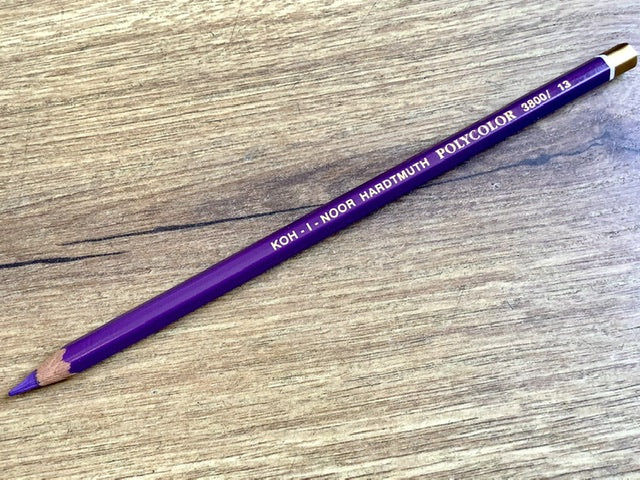 KOH - I - NOOR HARDTMUTH POLYCOLOR 3800/ 13